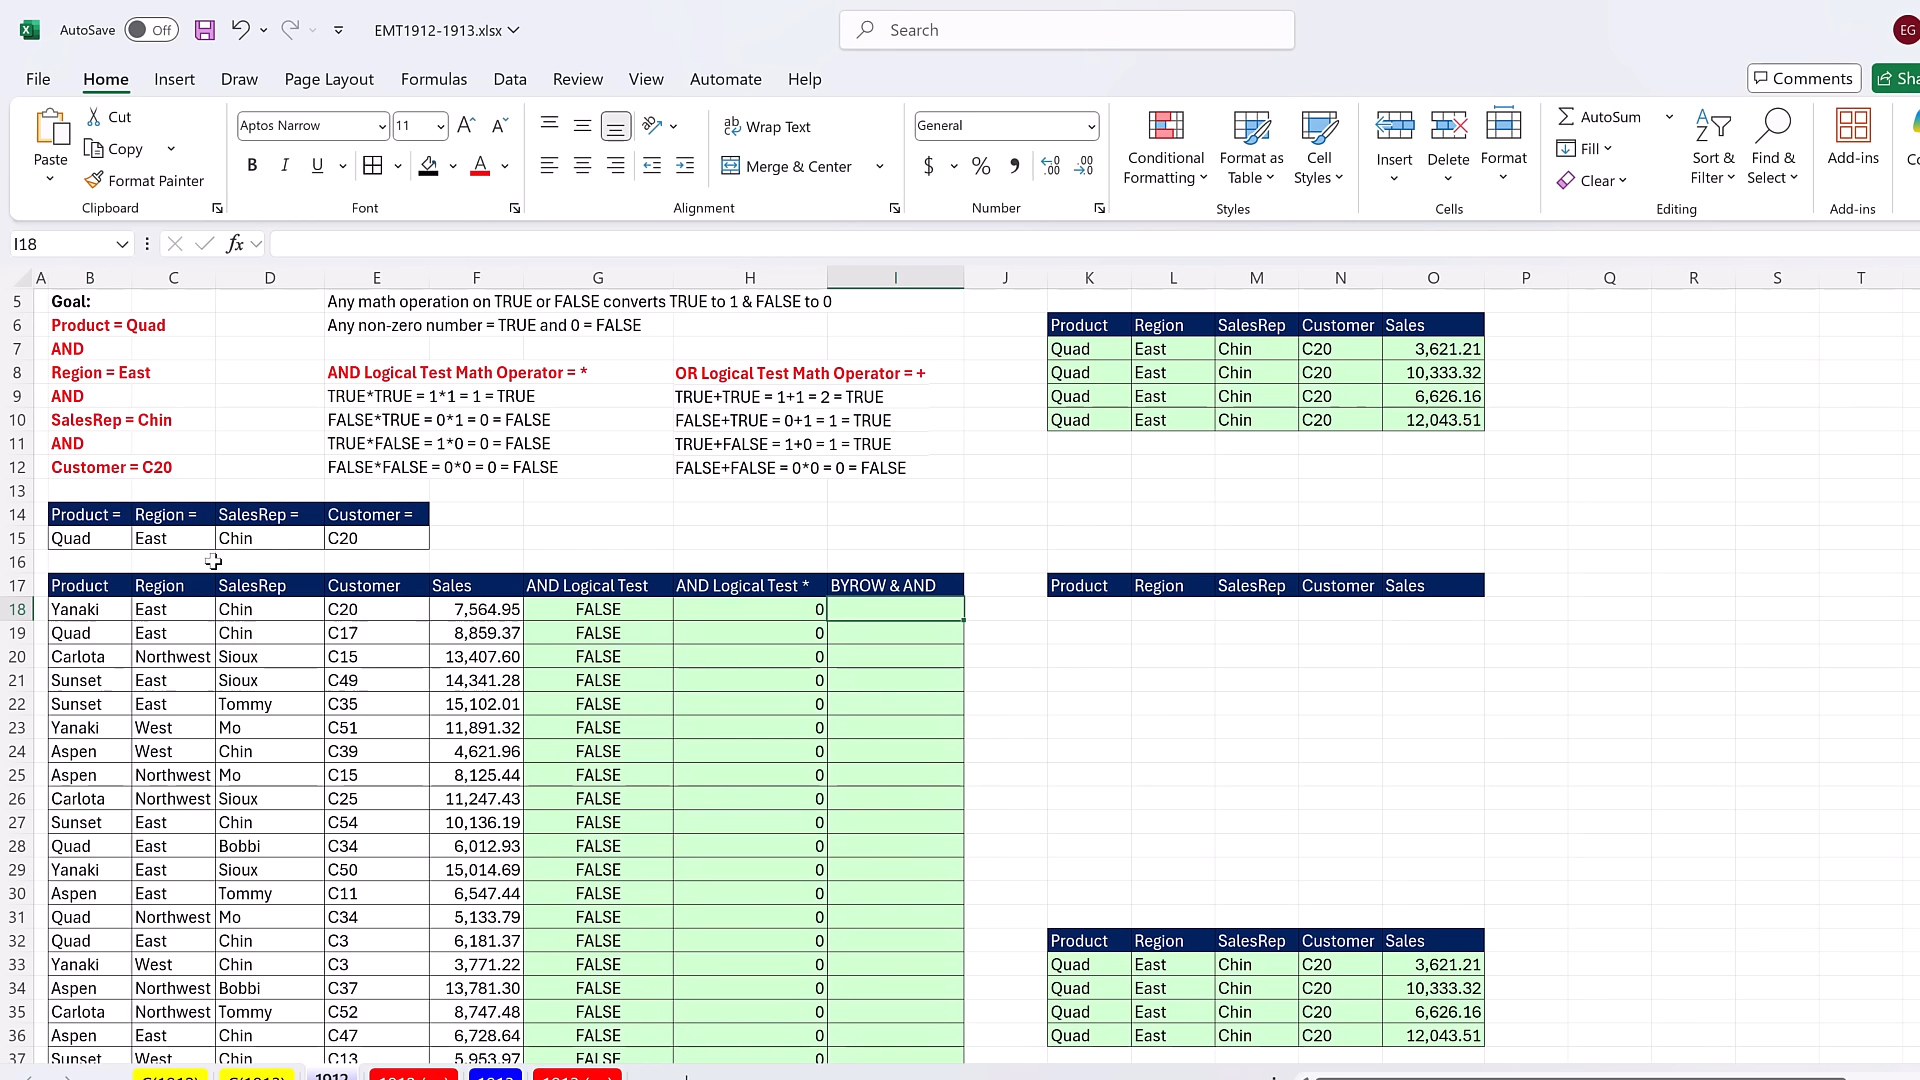 AutoSave Off EMT1912-1913.xlsx Search EG
File Home Insert Draw Page Layout Formulas Data Review View Automate Help Comments
Paste Cut Copy Format Painter Clipboard
Aptos Narrow 11 B I U Font
Wrap Text Merge & Center Alignment
General $ % Number
Conditional Formatting Format as Table Cell Styles Styles
Insert Delete Format Cells
AutoSum Fill Clear Sort & Filter Find & Select Editing
Add-ins Add-ins
I18 fx
A B C D E F G H I J K L M N O P Q R S T
5 Goal: Any math operation on TRUE or FALSE converts TRUE to 1 & FALSE to 0
6 Product = Quad Any non-zero number = TRUE and 0 = FALSE Product Region SalesRep Customer Sales
7 AND Quad East Chin C20 3,621.21
8 Region = East AND Logical Test Math Operator = * OR Logical Test Math Operator = + Quad East Chin C20 10,333.32
9 AND TRUE*TRUE = 1*1 = 1 = TRUE TRUE+TRUE = 1+1 = 2 = TRUE Quad East Chin C20 6,626.16
10 SalesRep = Chin FALSE*TRUE = 0*1 = 0 = FALSE FALSE+TRUE = 0+1 = 1 = TRUE Quad East Chin C20 12,043.51
11 AND TRUE*FALSE = 1*0 = 0 = FALSE TRUE+FALSE = 1+0 = 1 = TRUE
12 Customer = C20 FALSE*FALSE = 0*0 = 0 = FALSE FALSE+FALSE = 0*0 = 0 = FALSE
13
14 Product = Region = SalesRep = Customer =
15 Quad East Chin C20
16
17 Product Region SalesRep Customer Sales AND Logical Test AND Logical Test * BYROW & AND Product Region SalesRep Customer Sales
18 Yanaki East Chin C20 7,564.95 FALSE 0
19 Quad East Chin C17 8,859.37 FALSE 0
20 Carlota Northwest Sioux C15 13,407.60 FALSE 0
21 Sunset East Sioux C49 14,341.28 FALSE 0
22 Sunset East Tommy C35 15,102.01 FALSE 0
23 Yanaki West Mo C51 11,891.32 FALSE 0
24 Aspen West Chin C39 4,621.96 FALSE 0
25 Aspen Northwest Mo C15 8,125.44 FALSE 0
26 Carlota Northwest Sioux C25 11,247.43 FALSE 0
27 Sunset East Chin C54 10,136.19 FALSE 0
28 Quad East Bobbi C34 6,012.93 FALSE 0
29 Yanaki East Sioux C50 15,014.69 FALSE 0
30 Aspen East Tommy C11 6,547.44 FALSE 0
31 Quad Northwest Mo C34 5,133.79 FALSE 0
32 Quad East Chin C3 6,181.37 FALSE 0 Product Region SalesRep Customer Sales
33 Yanaki West Chin C3 3,771.22 FALSE 0 Quad East Chin C20 3,621.21
34 Aspen Northwest Bobbi C37 13,781.30 FALSE 0 Quad East Chin C20 10,333.32
35 Carlota Northwest Tommy C52 8,747.48 FALSE 0 Quad East Chin C20 6,626.16
36 Aspen East Chin C47 6,728.64 FALSE 0 Quad East Chin C20 12,043.51
37 Sunset West Chin C13 5,953.97 FALSE 0
1912